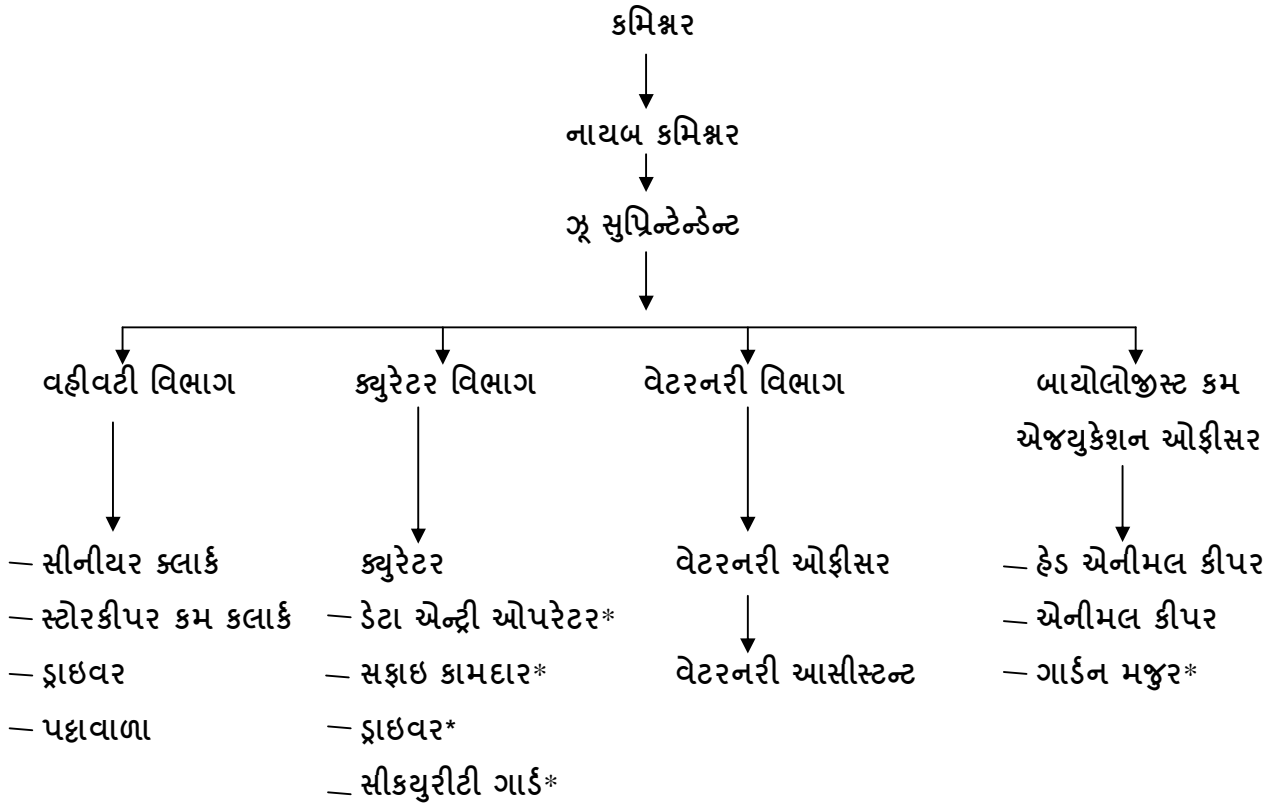 કમિશ્નર
નાયબ કમિશ્નર
ઝૂ સુપ્રિન્ટેન્ડેન્ટ
વહીવટી વિભાગ
ક્યુરેટર વિભાગ
વેટરનરી વિભાગ
બાયોલોજીસ્ટ કમ
એજયુકેશન ઓફીસર
સીનીયર ક્લાર્ક
સ્ટોરકીપર કમ કલાર્ક
ડ્રાઇવર
પટ્ટાવાળા
ક્યુરેટર
ડેટા એન્ટ્રી ઓપરેટર*
સફાઇ કામદાર*
ડ્રાઇવર*
સીકયુરીટી ગાર્ડ*
વેટરનરી ઓફીસર
વેટરનરી આસીસ્ટન્ટ
હેડ એનીમલ કીપર
એનીમલ કીપર
ગાર્ડન મજુર*